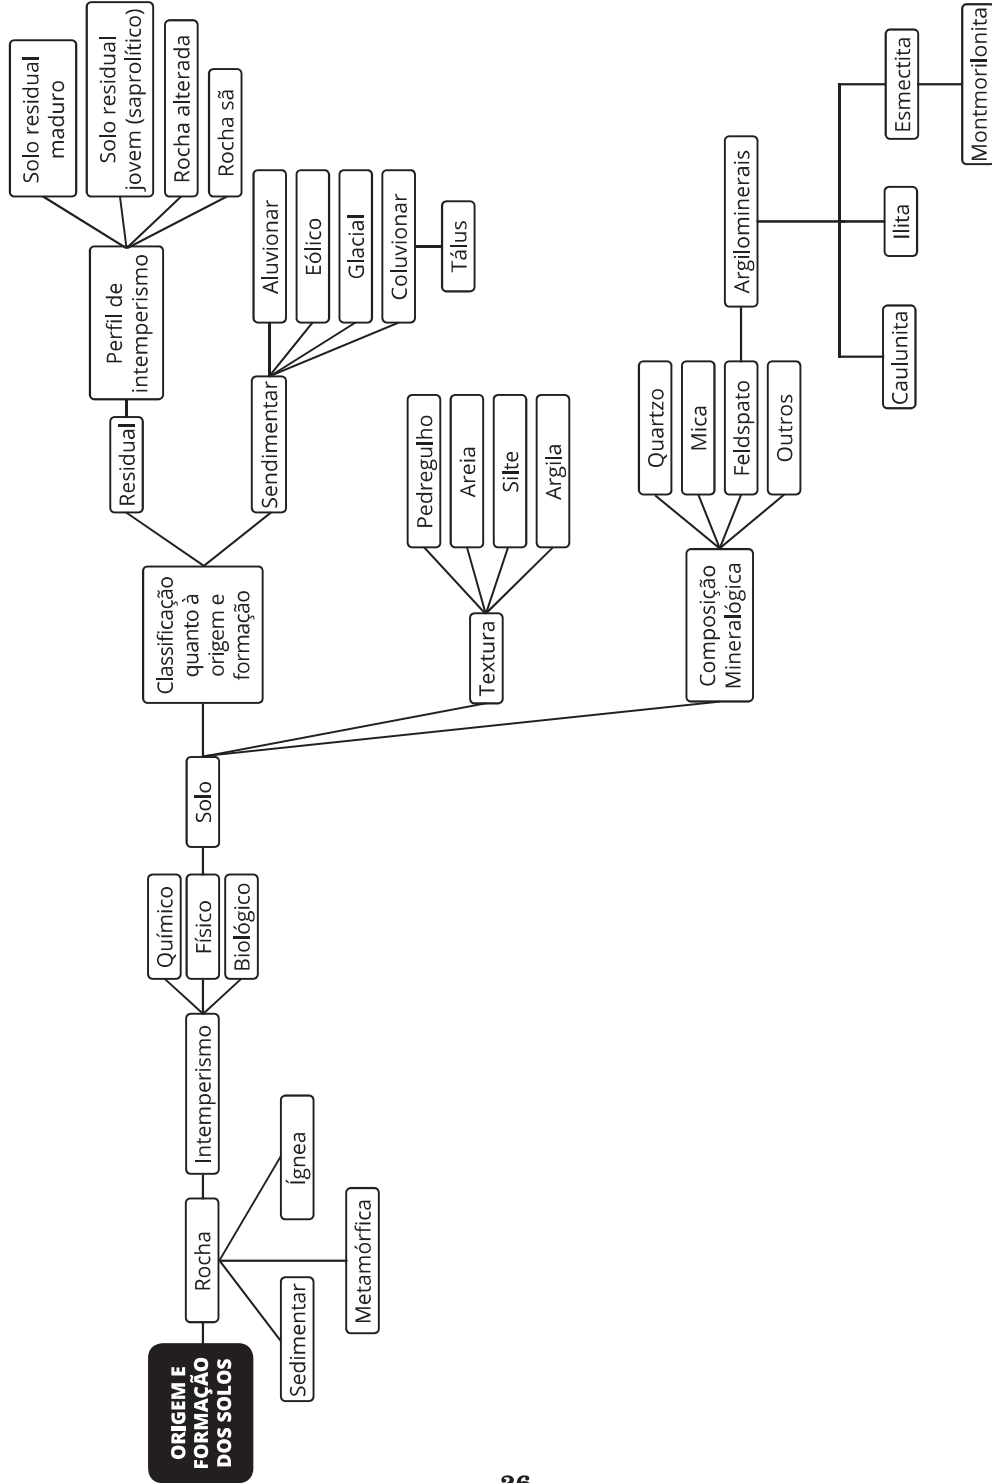 ORIGEM E
FORMAÇÃO
DOS SOLOS
Rocha
Sedimentar
Metamórfica
Ígnea
Intemperismo
Químico
Físico
Biológico
Solo
Classificação
quanto à
origem e
formação
Residual
Perfil de
intemperismo
Solo residual
maduro
Solo residual
jovem (saprolítico)
Rocha alterada
Rocha sã
Sendimentar
Aluvionar
Eólico
Glacial
Coluvionar
Tálus
Textura
Pedregulho
Areia
Silte
Argila
Composição
Mineralógica
Quartzo
Mica
Feldspato
Outros
Argilominerais
Caulunita
Ilita
Esmectita
Montmorilonita